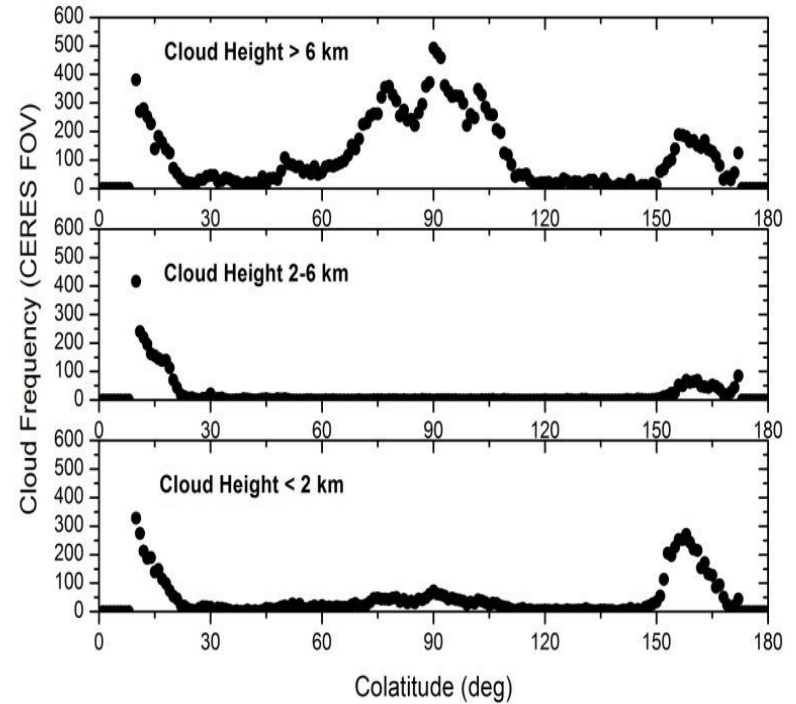 600
500
400
300
200
100
0
Cloud Height > 6 km
0 30 60 90 120 150 180
600
500
400
300
200
100
0
Cloud Height 2-6 km
0 30 60 90 120 150 180
600
500
400
300
200
100
0
Cloud Height < 2 km
0 30 60 90 120 150 180
Cloud Frequency (CERES FOV)
Colatitude (deg)